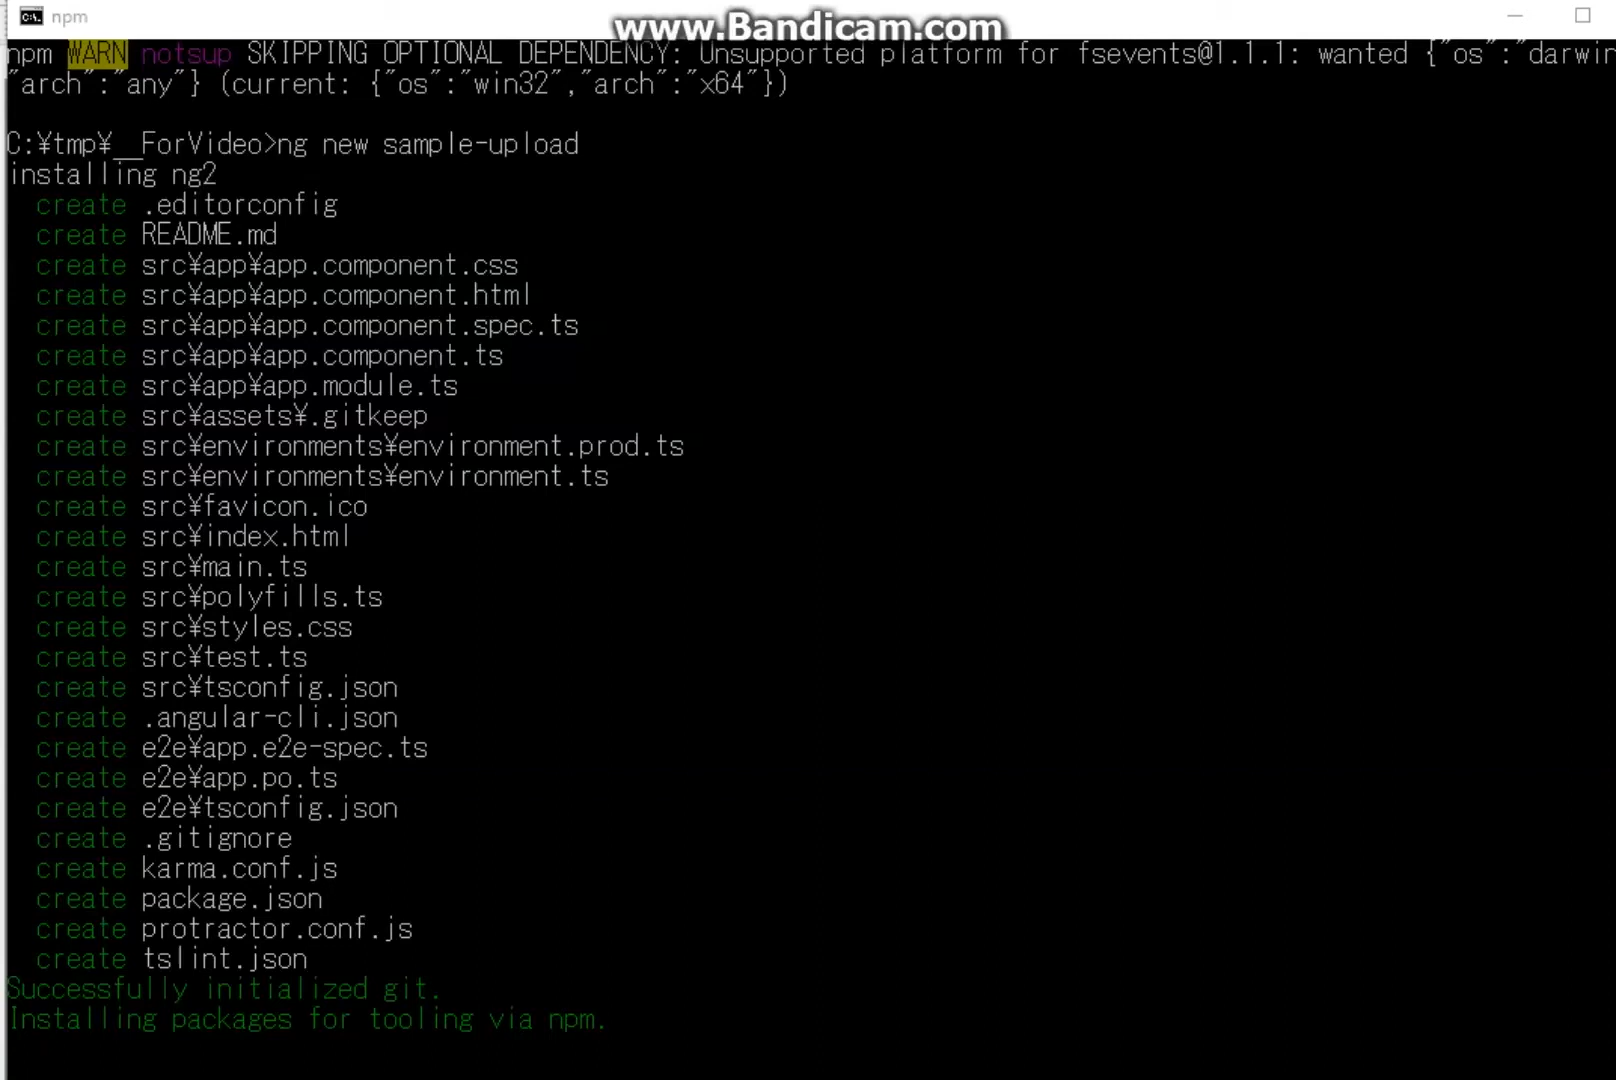 npm
www.Bandicam.com
npm WARN notsup SKIPPING OPTIONAL DEPENDENCY: Unsupported platform for fsevents@1.1.1: wanted {"os":"darwin
"arch":"any"} (current: {"os":"win32","arch":"x64"})
C:¥tmp¥__ForVideo>ng new sample-upload
installing ng2
create .editorconfig
create README.md
create src¥app¥app.component.css
create src¥app¥app.component.html
create src¥app¥app.component.spec.ts
create src¥app¥app.component.ts
create src¥app¥app.module.ts
create src¥assets¥.gitkeep
create src¥environments¥environment.prod.ts
create src¥environments¥environment.ts
create src¥favicon.ico
create src¥index.html
create src¥main.ts
create src¥polyfills.ts
create src¥styles.css
create src¥test.ts
create src¥tsconfig.json
create .angular-cli.json
create e2e¥app.e2e-spec.ts
create e2e¥app.po.ts
create e2e¥tsconfig.json
create .gitignore
create karma.conf.js
create package.json
create protractor.conf.js
create tslint.json
Successfully initialized git.
Installing packages for tooling via npm.